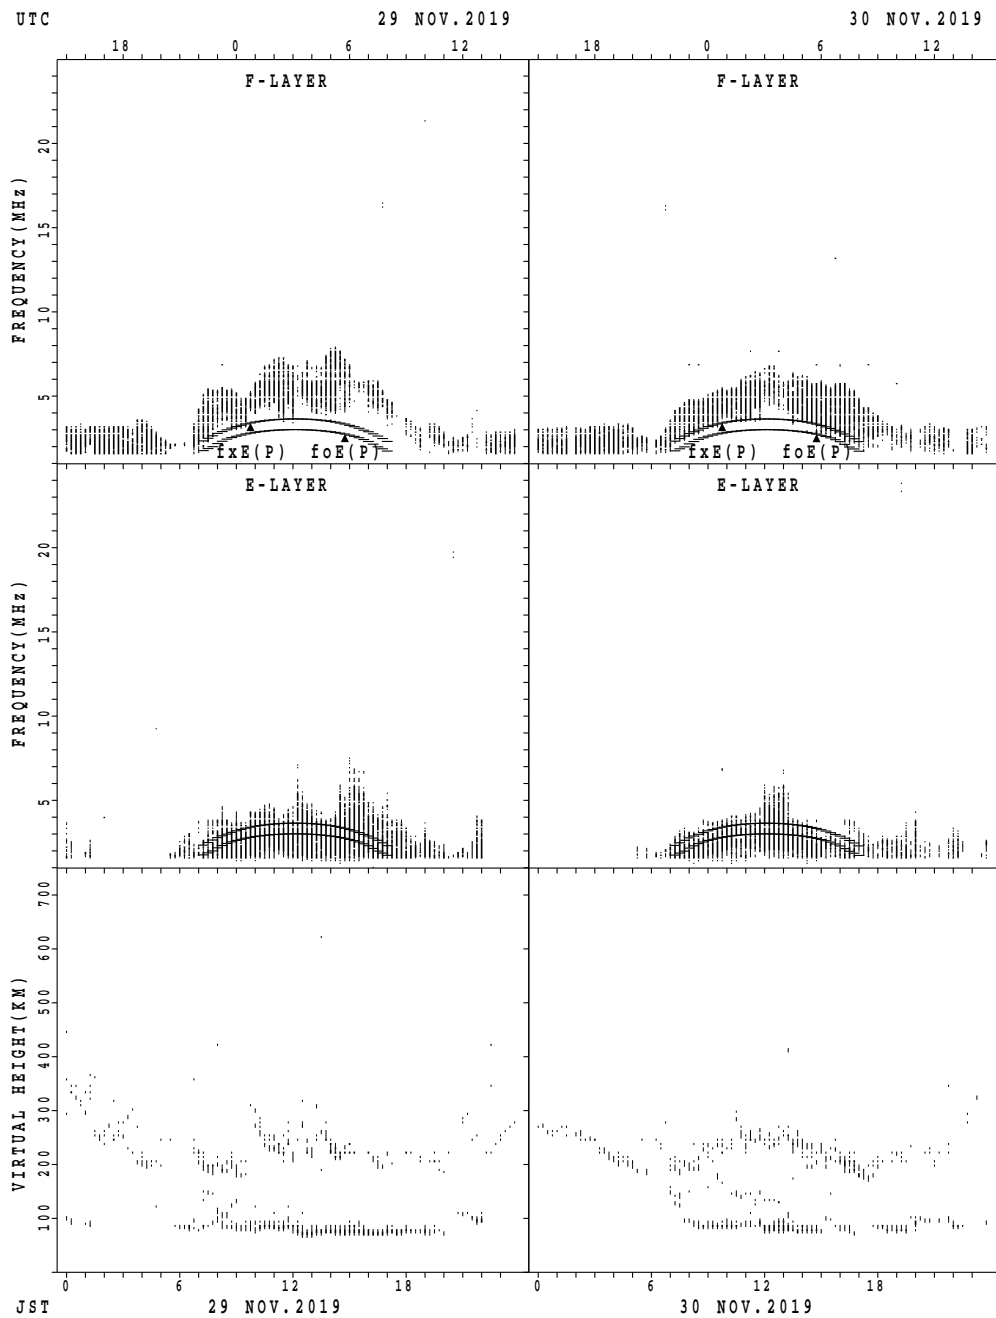 UTC 29 NOV.2019 30 NOV.2019
18 0 6 12 18 0 6 12
F-LAYER F-LAYER
FREQUENCY(MHz)
20
15
10
5
fxE(P) foE(P) fxE(P) foE(P)
E-LAYER E-LAYER
FREQUENCY(MHz)
20
15
10
5
VIRTUAL HEIGHT(KM)
700
600
500
400
300
200
100
0 6 12 18 0 6 12 18
JST 29 NOV.2019 30 NOV.2019